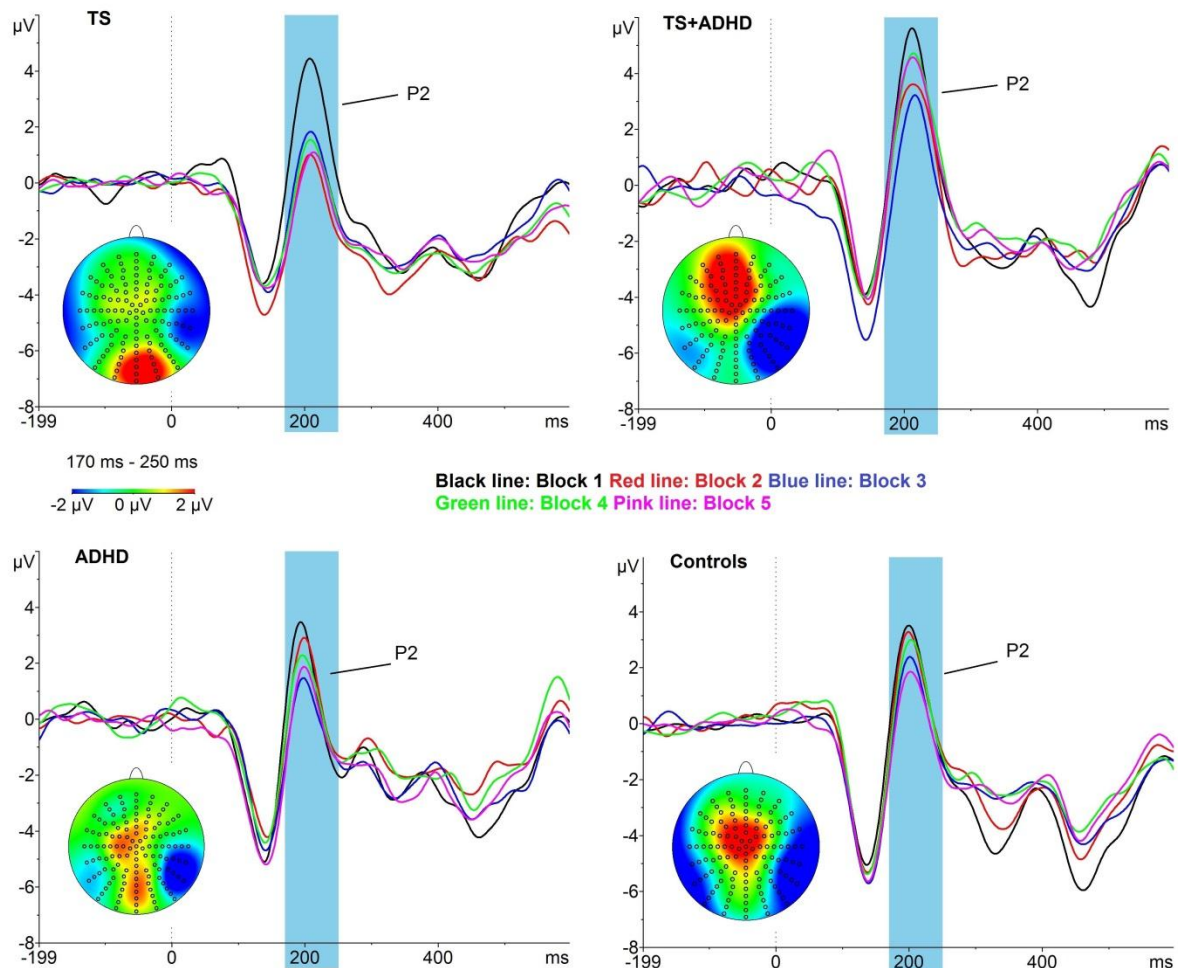 µV
TS
4
2
0
-2
-4
-6
-8
-199
0
200
400
ms
P2
µV
TS+ADHD
4
2
0
-2
-4
-6
-8
-199
0
200
400
ms
P2
170 ms - 250 ms
-2 µV 0 µV 2 µV
Black line: Block 1 Red line: Block 2 Blue line: Block 3
Green line: Block 4 Pink line: Block 5
µV
ADHD
4
2
0
-2
-4
-6
-8
-199
0
200
400
ms
P2
µV
Controls
4
2
0
-2
-4
-6
-8
-199
0
200
400
ms
P2